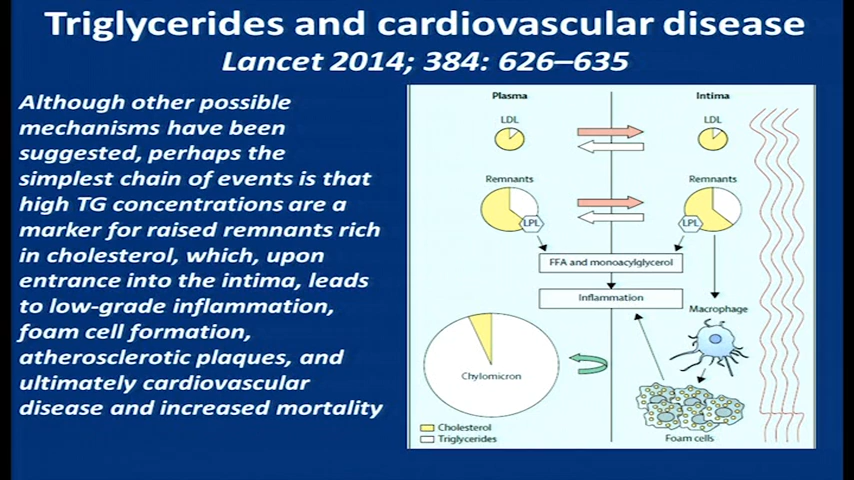 Triglycerides and cardiovascular disease
Lancet 2014; 384: 626–635
Although other possible
mechanisms have been
suggested, perhaps the
simplest chain of events is that
high TG concentrations are a
marker for raised remnants rich
in cholesterol, which, upon
entrance into the intima, leads
to low-grade inflammation,
foam cell formation,
atherosclerotic plaques, and
ultimately cardiovascular
disease and increased mortality
Plasma
Intima
LDL
LDL
Remnants
Remnants
LPL
LPL
FFA and monoacylglycerol
Inflammation
Macrophage
Chylomicron
Cholesterol
Triglycerides
Foam cells